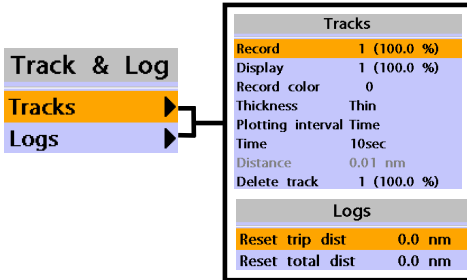 Track & Log
Tracks
Logs
Tracks
Record 1 (100.0 %)
Display 1 (100.0 %)
Record color 0
Thickness Thin
Plotting interval Time
Time 10sec
Distance 0.01 nm
Delete track 1 (100.0 %)
Logs
Reset trip dist 0.0 nm
Reset total dist 0.0 nm